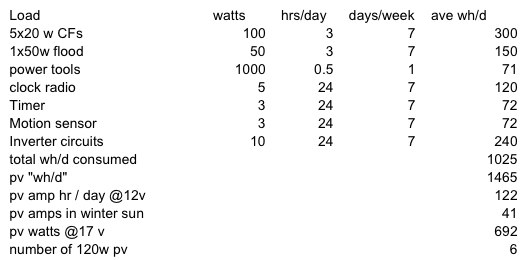 Load watts hrs/day days/week ave wh/d
5x20 w CFs 100 3 7 300
1x50w flood 50 3 7 150
power tools 1000 0.5 1 71
clock radio 5 24 7 120
Timer 3 24 7 72
Motion sensor 3 24 7 72
Inverter circuits 10 24 7 240
total wh/d consumed 1025
pv "wh/d" 1465
pv amp hr / day @12v 122
pv amps in winter sun 41
pv watts @17 v 692
number of 120w pv 6